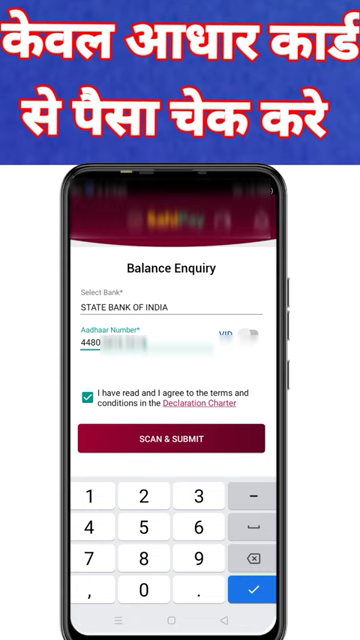 केवल आधार कार्ड
से पैसा चेक करे
Balance Enquiry
Select Bank*
STATE BANK OF INDIA
Aadhaar Number*
VID
4480
I have read and I agree to the terms and
conditions in the Declaration Charter
SCAN & SUBMIT
1 2 3 -
4 5 6
7 8 9
, 0 .